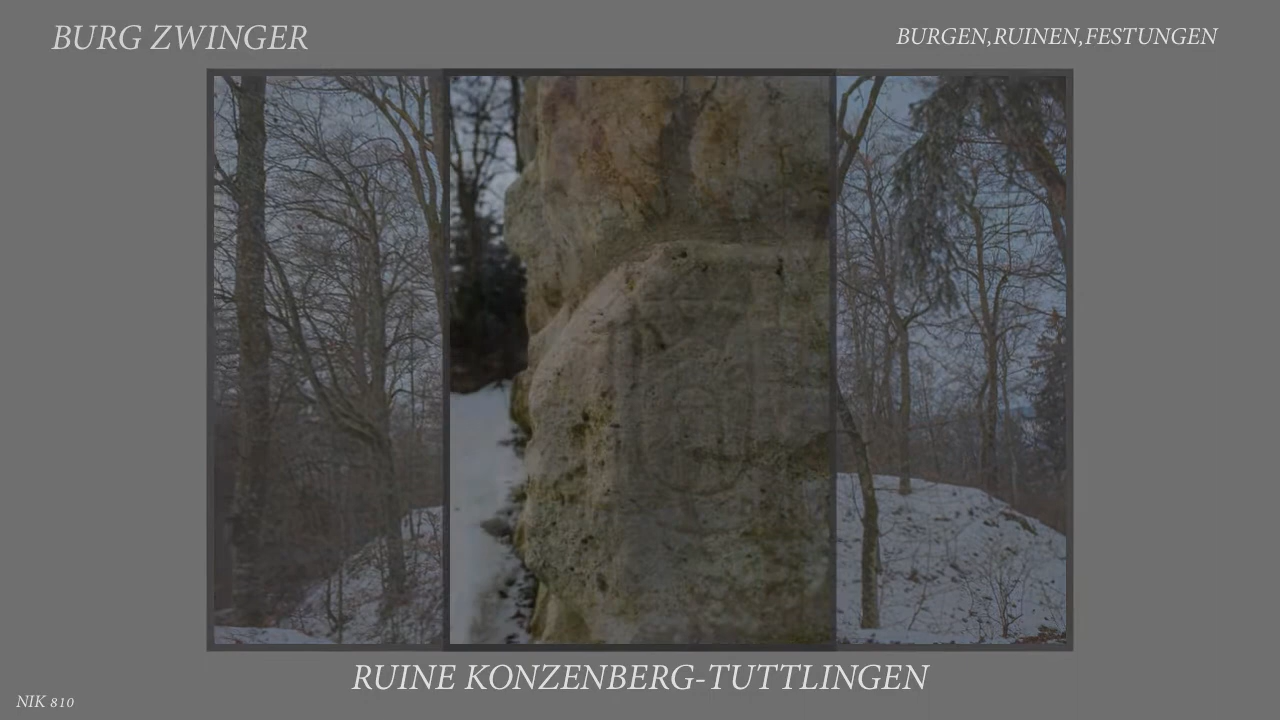 BURG ZWINGER
BURGEN,RUINEN,FESTUNGEN
RUINE KONZENBERG-TUTTLINGEN
NIK 810